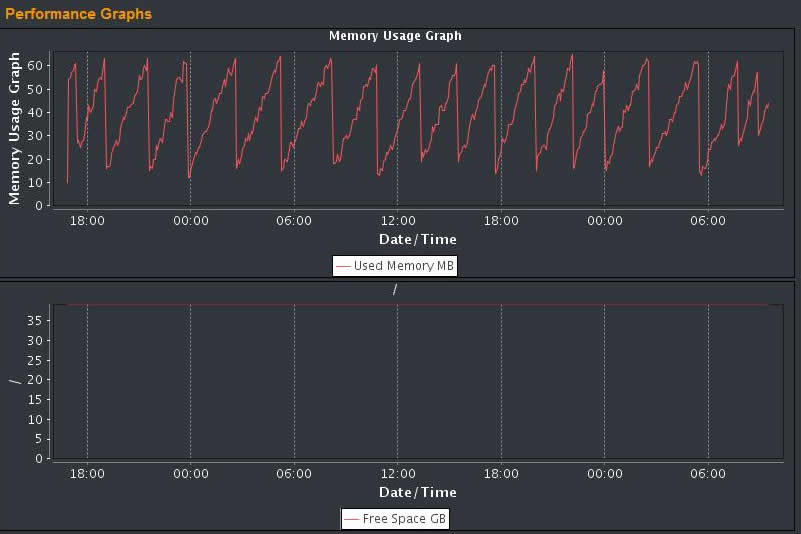 Performance Graphs
Memory Usage Graph
Memory Usage Graph
60
50
40
30
20
10
0
18:00 00:00 06:00 12:00 18:00 00:00 06:00
Date/Time
Used Memory MB
/
/
35
30
25
20
15
10
5
0
18:00 00:00 06:00 12:00 18:00 00:00 06:00
Date/Time
Free Space GB